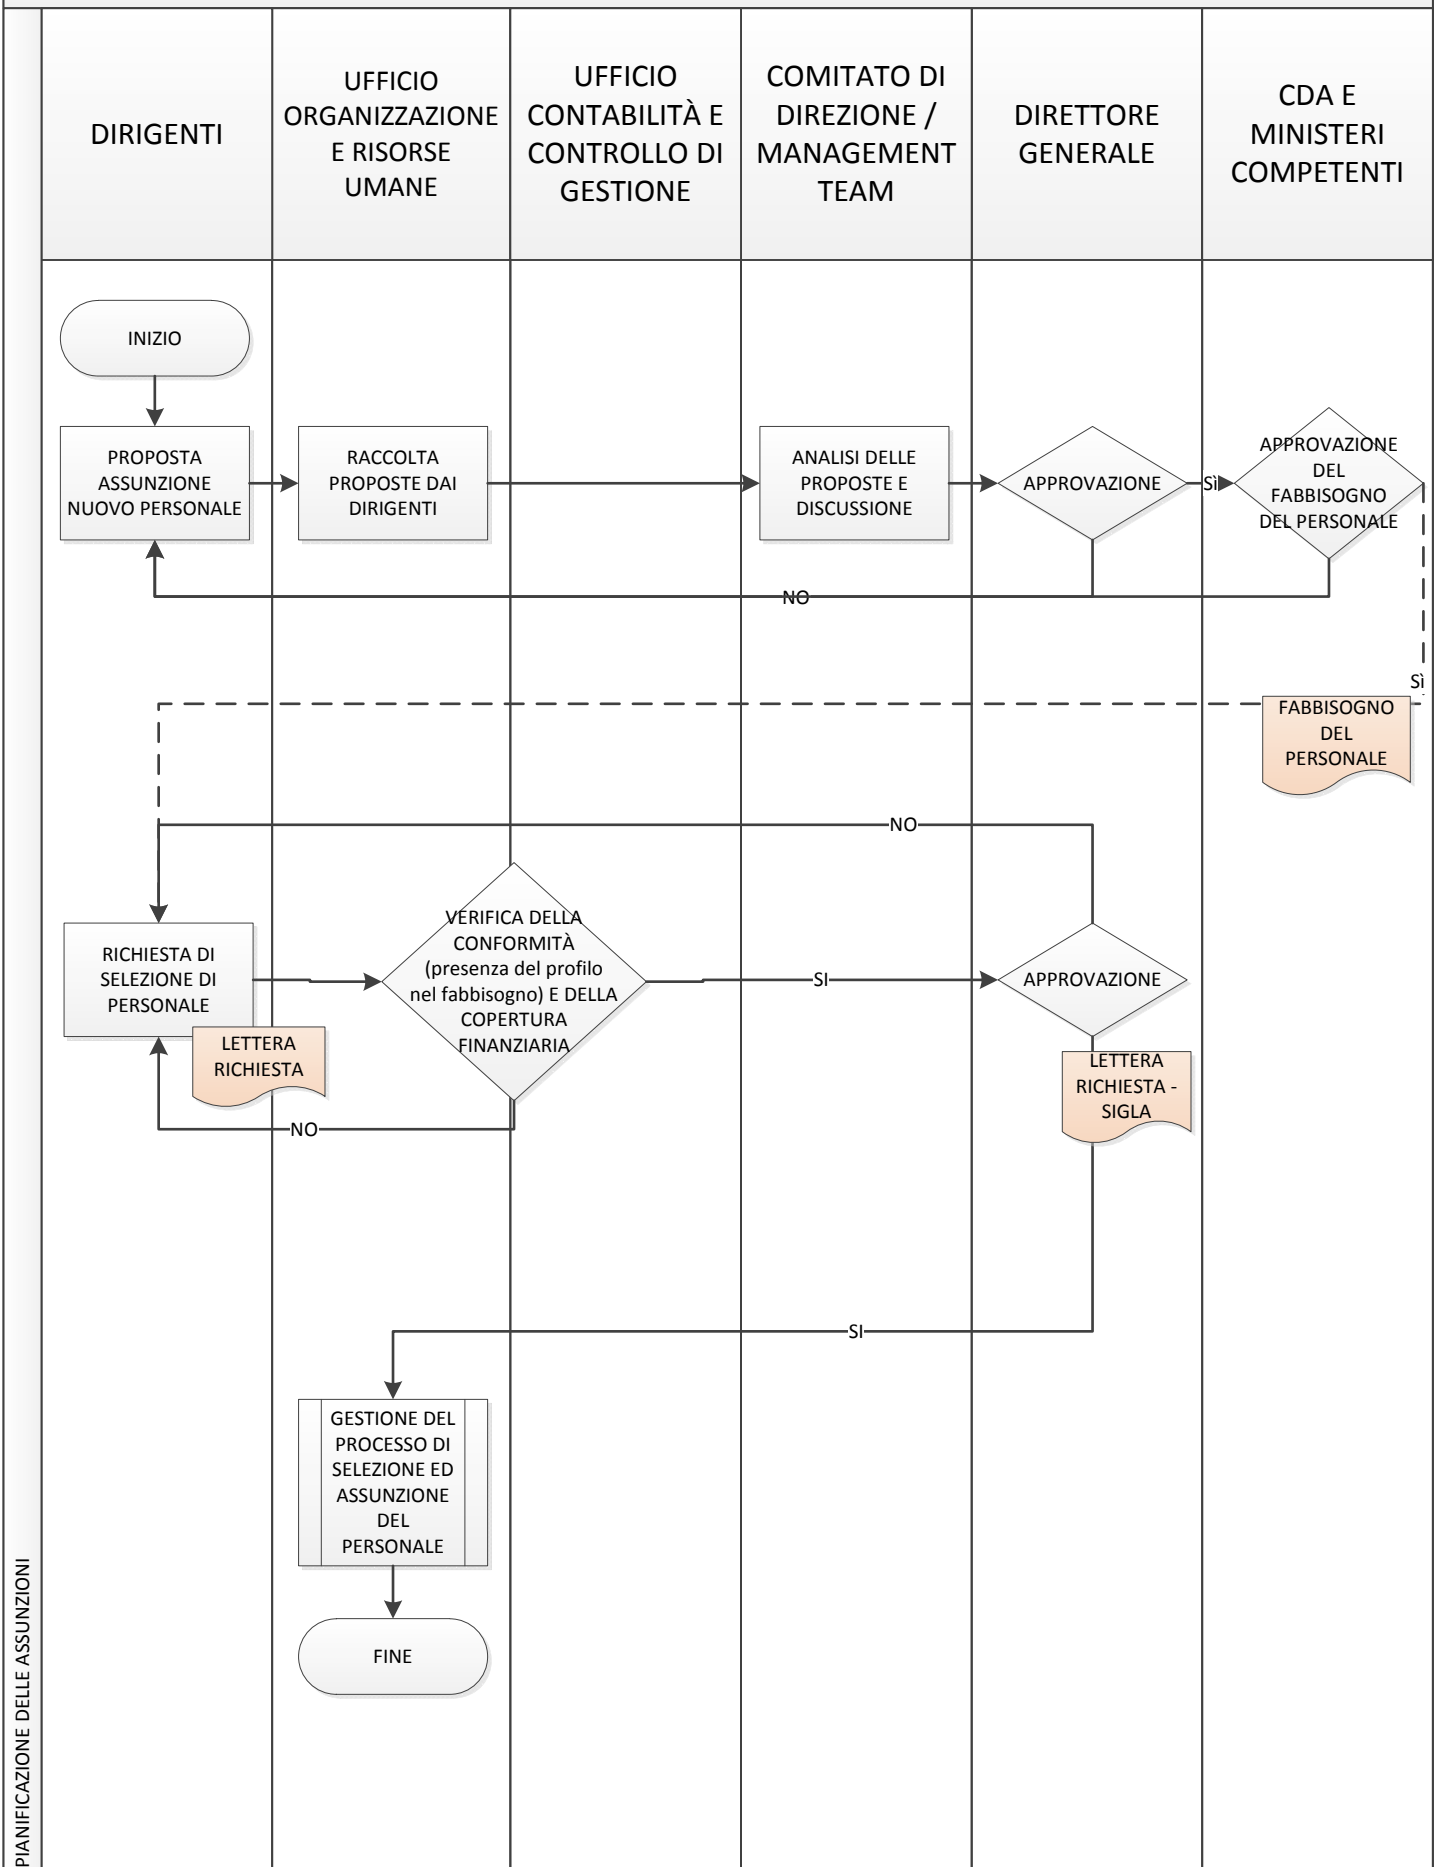 DIRIGENTI
UFFICIO
ORGANIZZAZIONE
E RISORSE
UMANE
UFFICIO
CONTABILITÀ E
CONTROLLO DI
GESTIONE
COMITATO DI
DIREZIONE /
MANAGEMENT
TEAM
DIRETTORE
GENERALE
CDA E
MINISTERI
COMPETENTI
INIZIO
PROPOSTA
ASSUNZIONE
NUOVO PERSONALE
RACCOLTA
PROPOSTE DAI
DIRIGENTI
ANALISI DELLE
PROPOSTE E
DISCUSSIONE
APPROVAZIONE
Sì
APPROVAZIONE
DEL
FABBISOGNO
DEL PERSONALE
NO
Sì
FABBISOGNO
DEL
PERSONALE
NO
RICHIESTA DI
SELEZIONE DI
PERSONALE
LETTERA
RICHIESTA
VERIFICA DELLA
CONFORMITÀ
(presenza del profilo
nel fabbisogno) E DELLA
COPERTURA
FINANZIARIA
SI
APPROVAZIONE
LETTERA
RICHIESTA -
SIGLA
NO
SI
GESTIONE DEL
PROCESSO DI
SELEZIONE ED
ASSUNZIONE
DEL
PERSONALE
FINE
PIANIFICAZIONE DELLE ASSUNZIONI